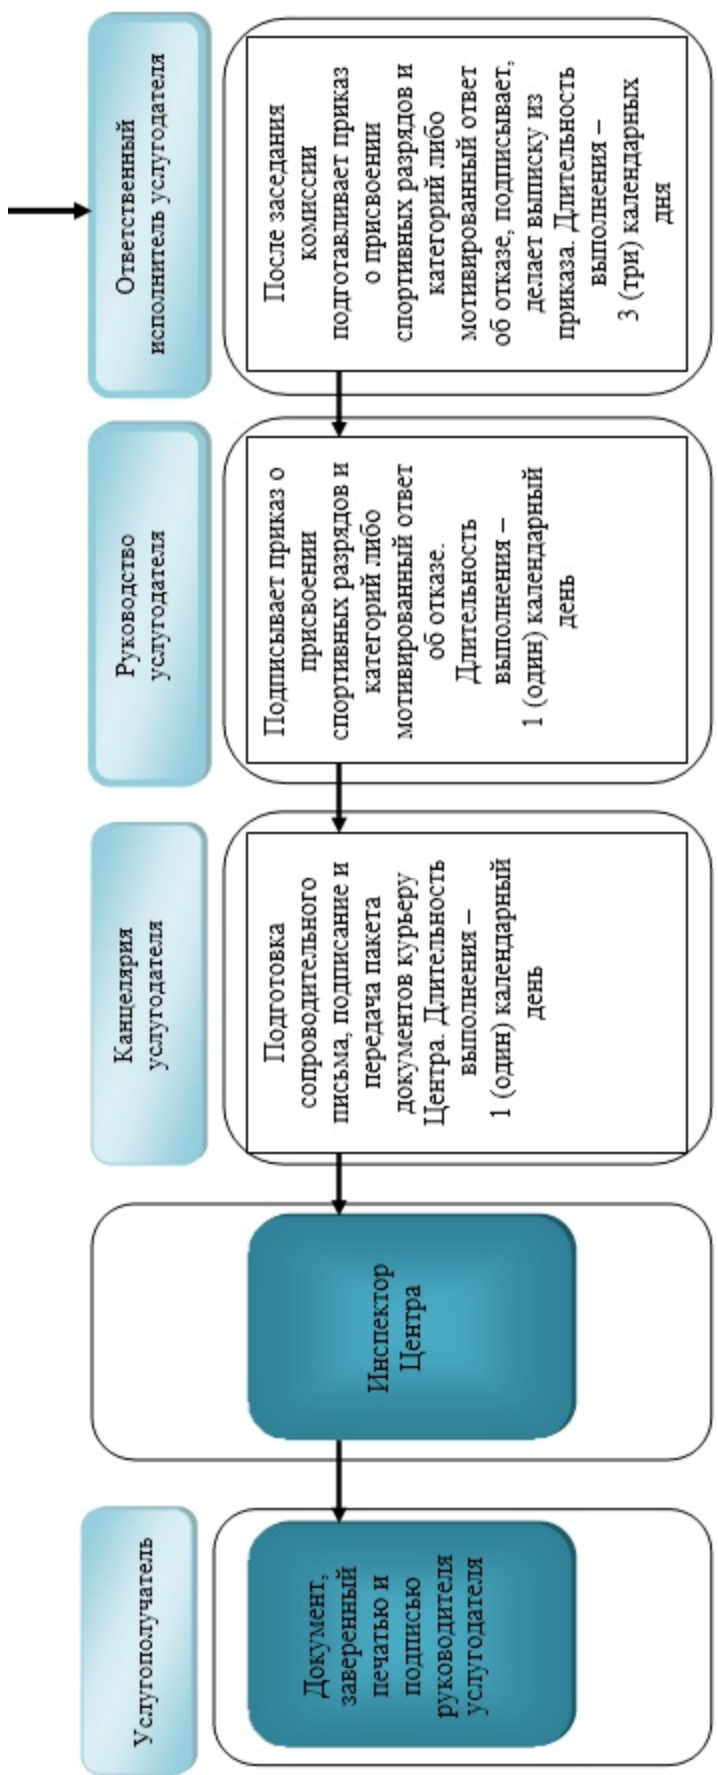 Ответственный
исполнитель услугодателя
После заседания
комиссии
подготавливает приказ
о присвоении
спортивных разрядов и
категорий либо
мотивированный ответ
об отказе, подписывает,
делает выписку из
приказа. Длительность
выполнения –
3 (три) календарных
дня
Руководство
услугодателя
Подписывает приказ о
присвоении
спортивных разрядов и
категорий либо
мотивированный ответ
об отказе.
Длительность
выполнения –
1 (один) календарный
день
Канцелярия
услугодателя
Подготовка
сопроводительного
письма, подписание и
передача пакета
документов курьеру
Центра. Длительность
выполнения –
1 (один) календарный
день
Инспектор
Центра
Услугополучатель
Документ,
заверенный
печатью и
подписью
руководителя
услугодателя